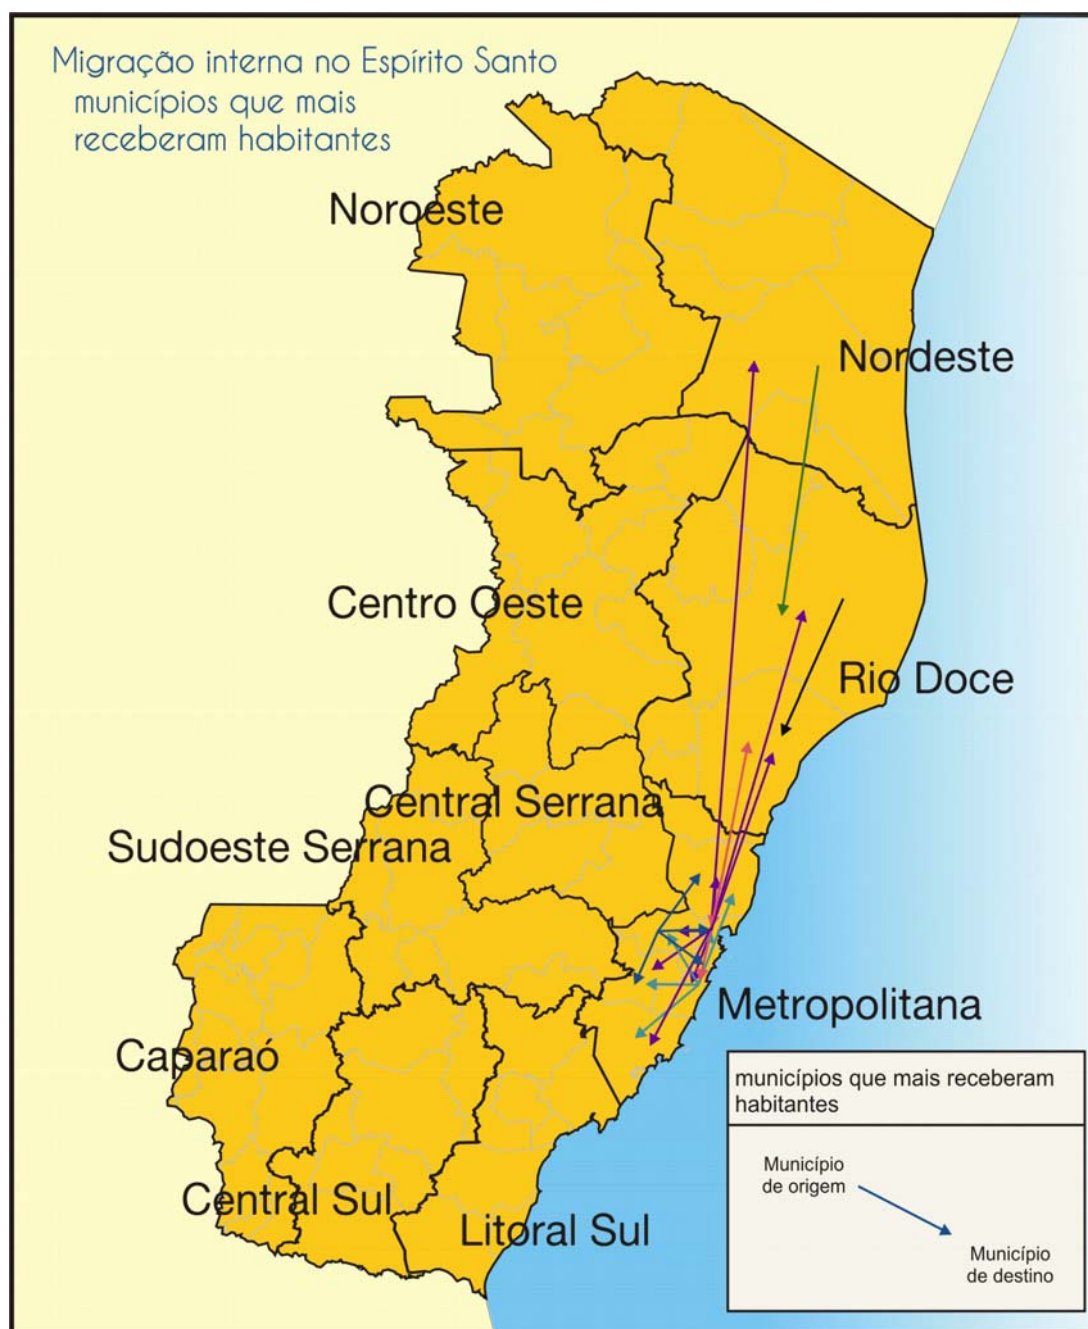 Migração interna no Espírito Santo
municípios que mais
receberam habitantes
Noroeste
Nordeste
Centro Oeste
Rio Doce
Central Serrana
Sudoeste Serrana
Metropolitana
Caparaó
Central Sul
Litoral Sul
municípios que mais receberam
habitantes
Município
de origem
Município
de destino